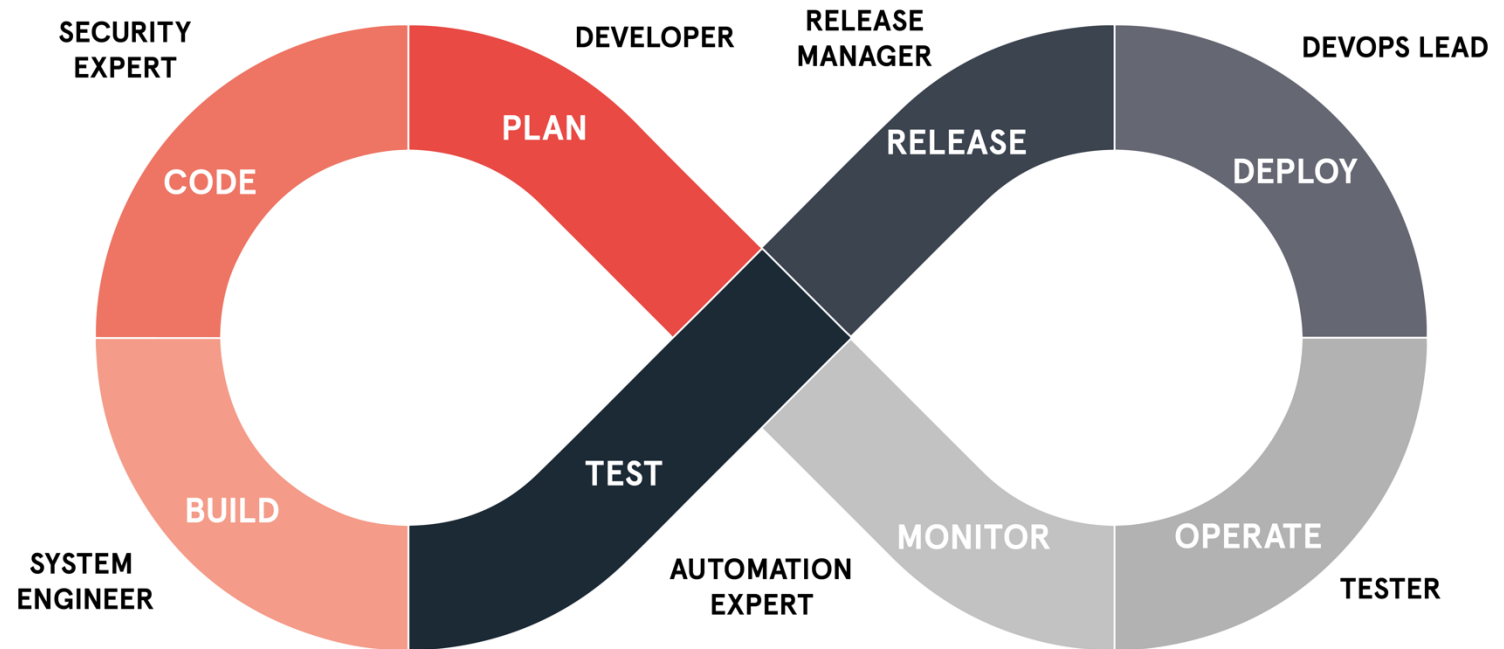 SECURITY
EXPERT
DEVELOPER
RELEASE
MANAGER
DEVOPS LEAD
PLAN
RELEASE
CODE
DEPLOY
TEST
BUILD
MONITOR
OPERATE
SYSTEM
ENGINEER
AUTOMATION
EXPERT
TESTER